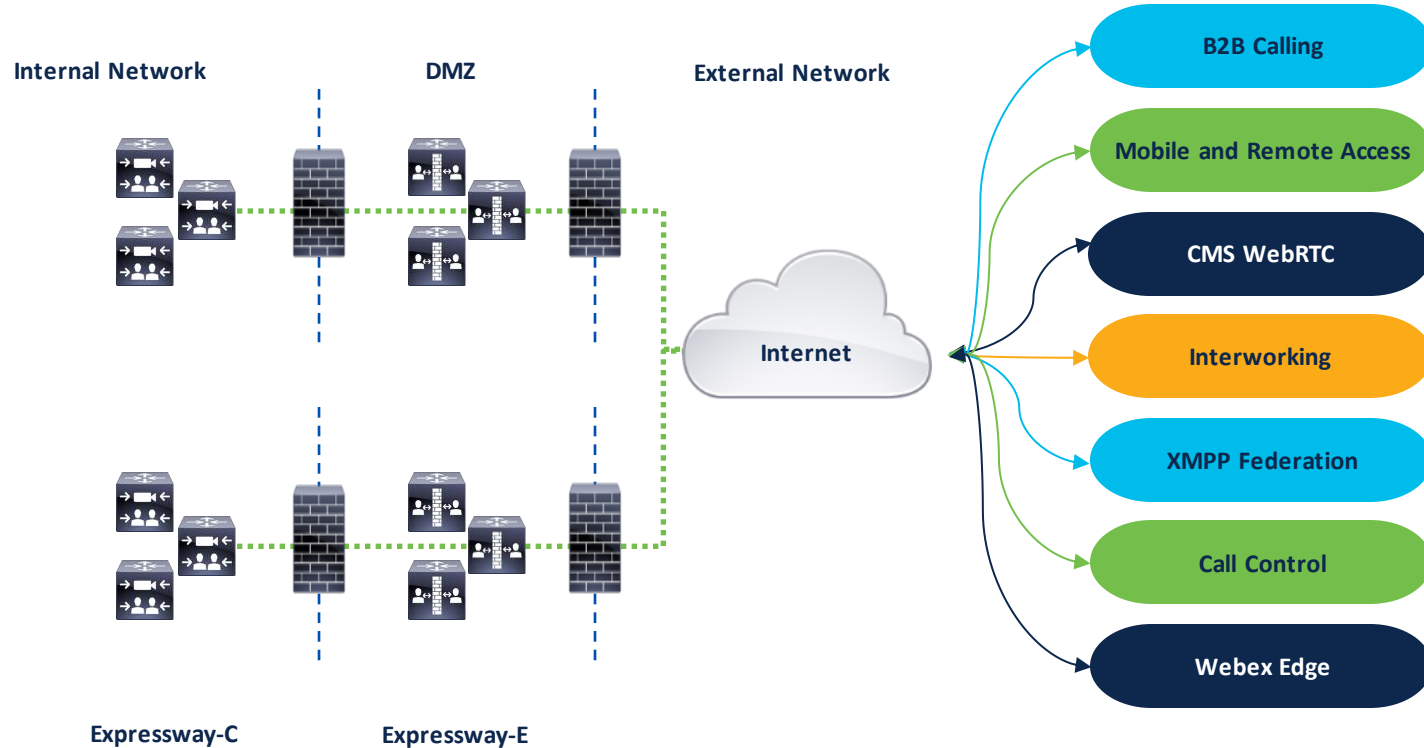 Internal Network
DMZ
External Network
Internet
B2B Calling
Mobile and Remote Access
CMS WebRTC
Interworking
XMPP Federation
Call Control
Webex Edge
Expressway-C
Expressway-E